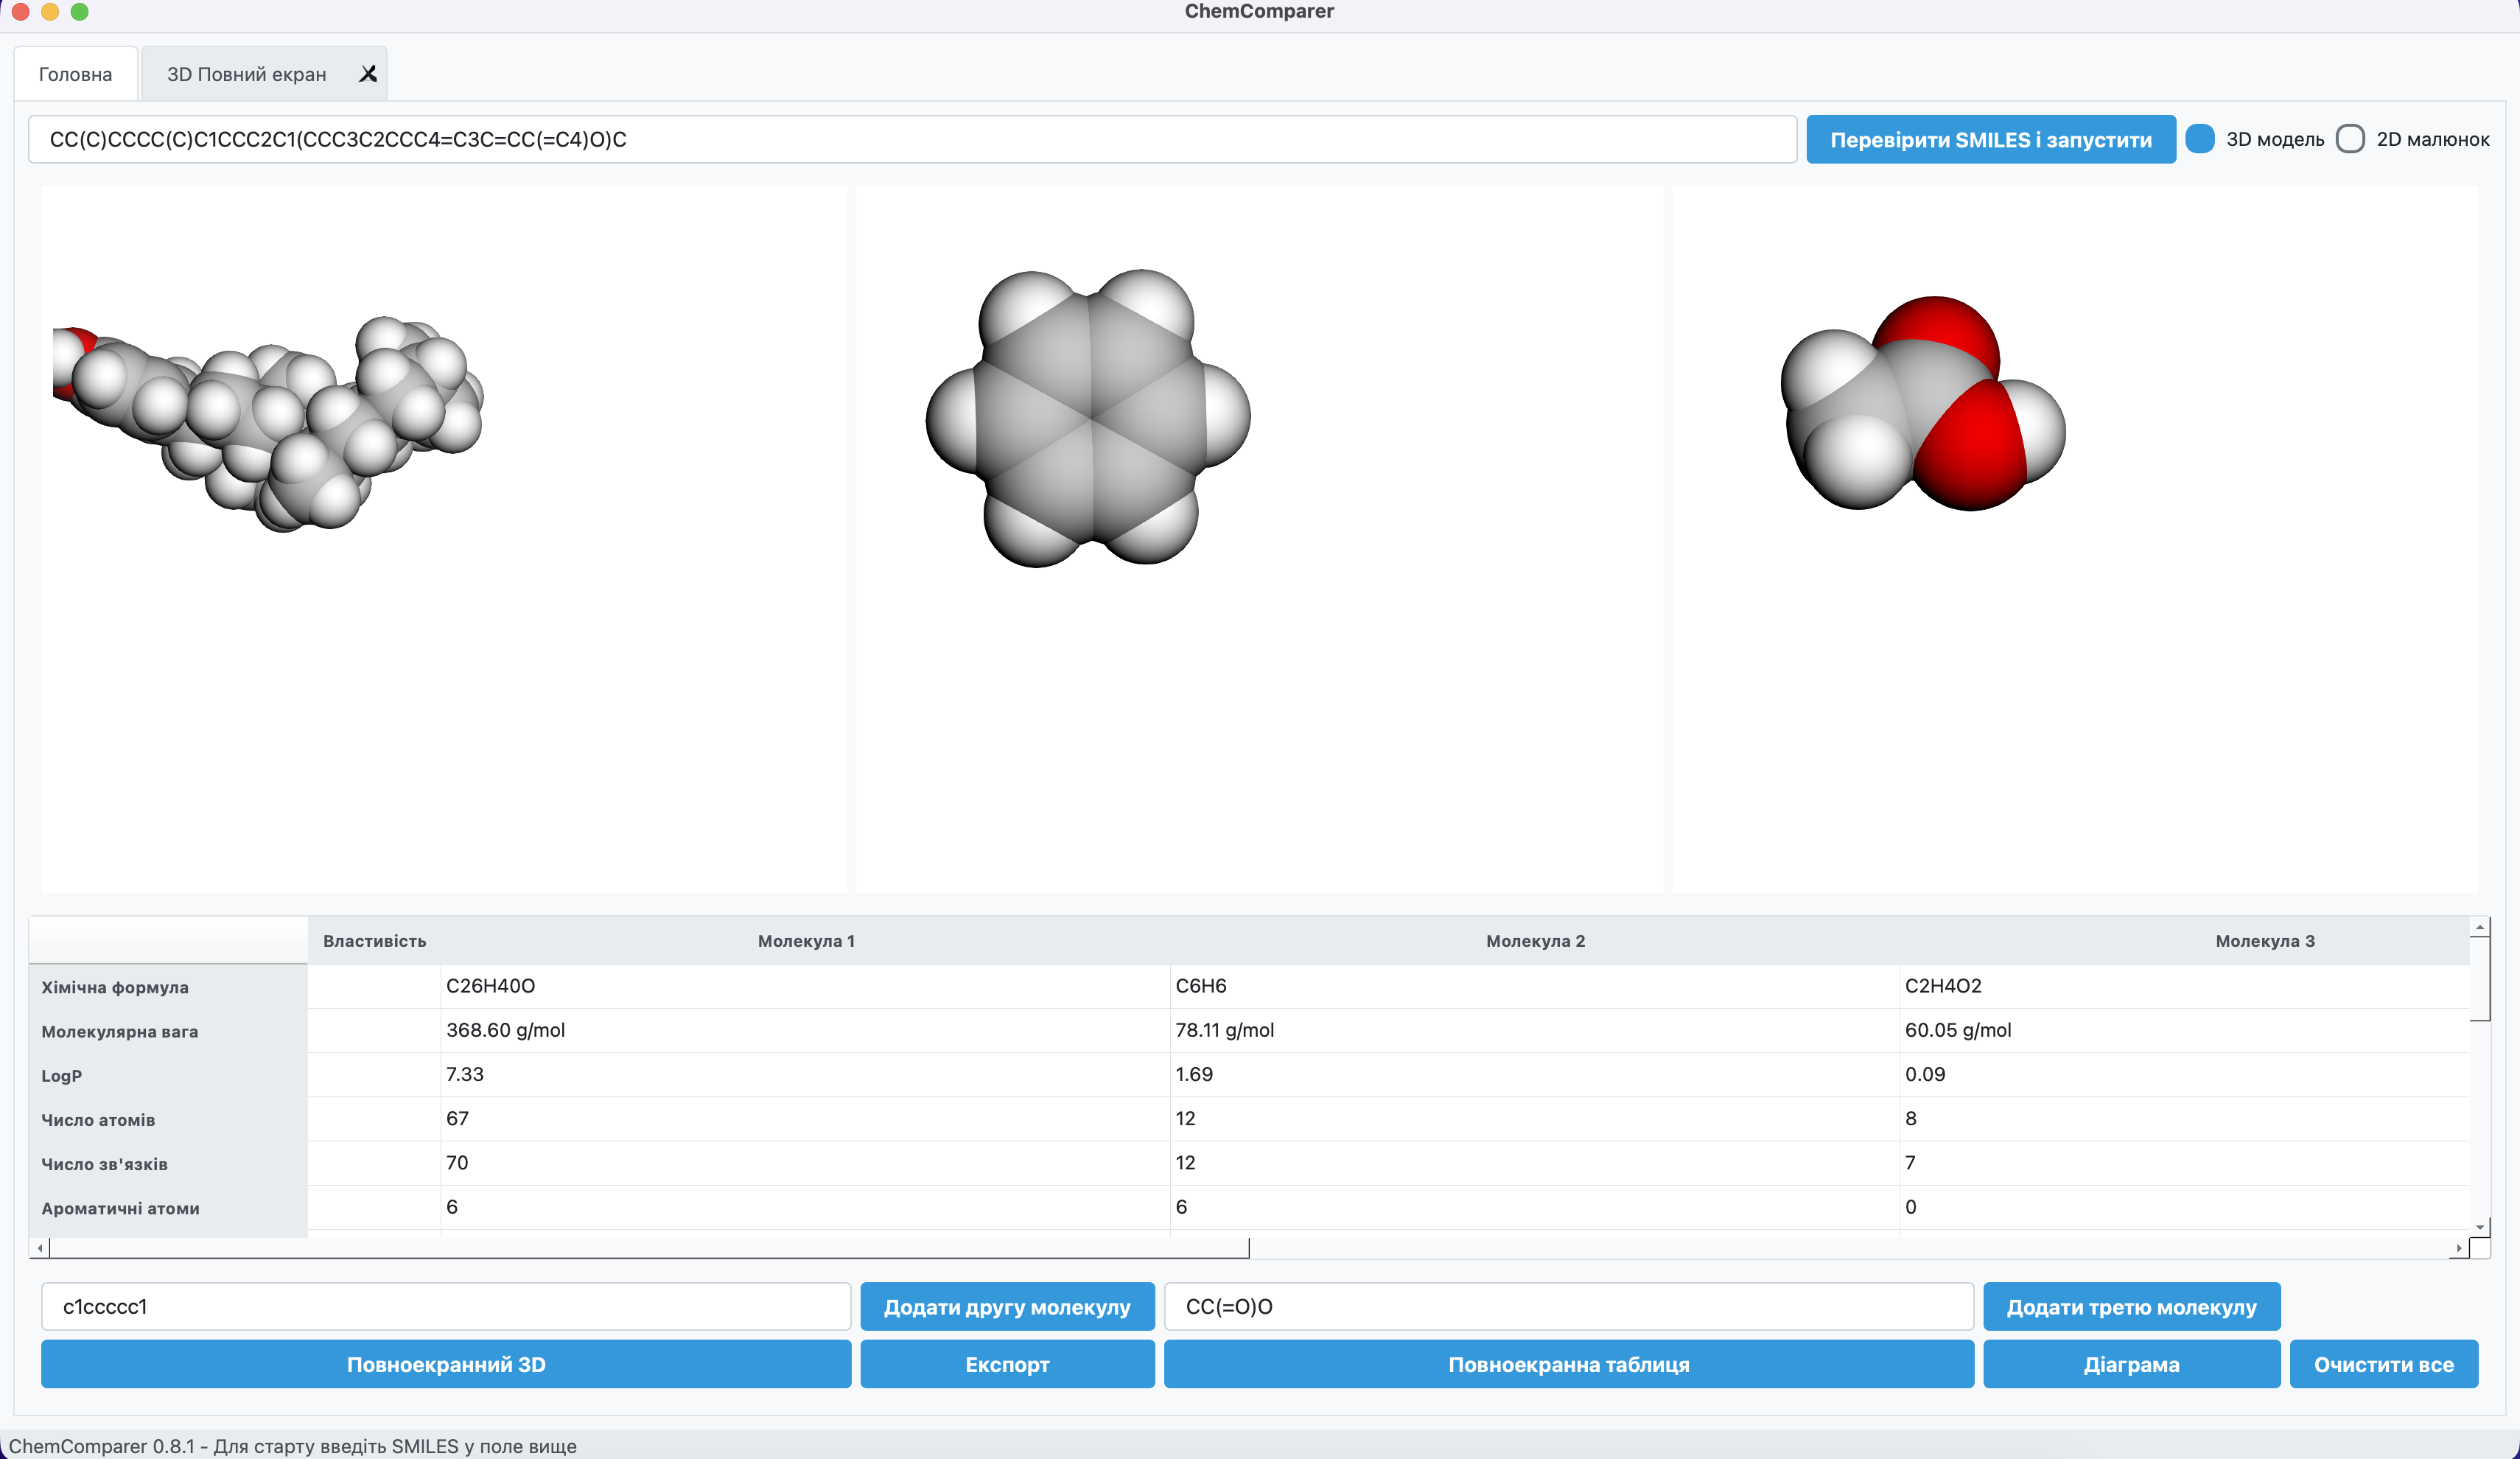 ChemComparer
Головна
3D Повний екран
CC(C)CCCC(C)C1CCC2C1(CCC3C2CCC4=C3C=CC(=C4)O)C
Перевірити SMILES і запустити
3D модель
2D малюнок
Властивість Молекула 1 Молекула 2 Молекула 3
Хімічна формула C26H40O C6H6 C2H4O2
Молекулярна вага 368.60 g/mol 78.11 g/mol 60.05 g/mol
LogP 7.33 1.69 0.09
Число атомів 67 12 8
Число зв'язків 70 12 7
Ароматичні атоми 6 6 0
c1ccccc1
Додати другу молекулу
CC(=O)O
Додати третю молекулу
Повноекранний 3D
Експорт
Повноекранна таблиця
Діаграма
Очистити все
ChemComparer 0.8.1 - Для старту введіть SMILES у поле вище